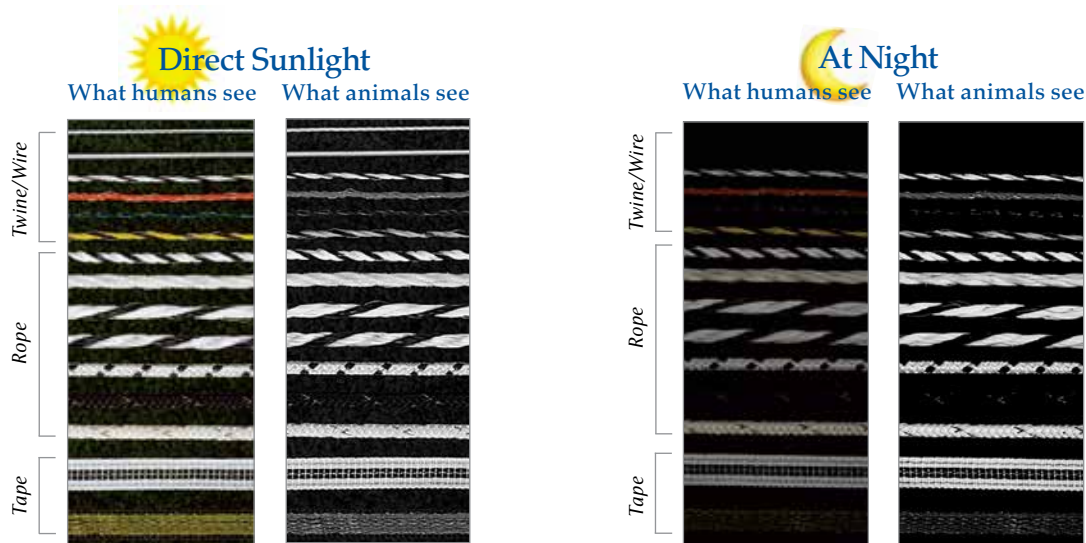 Direct Sunlight
What humans see
What animals see
Twine/Wire
Rope
Tape
At Night
What humans see
What animals see
Twine/Wire
Rope
Tape